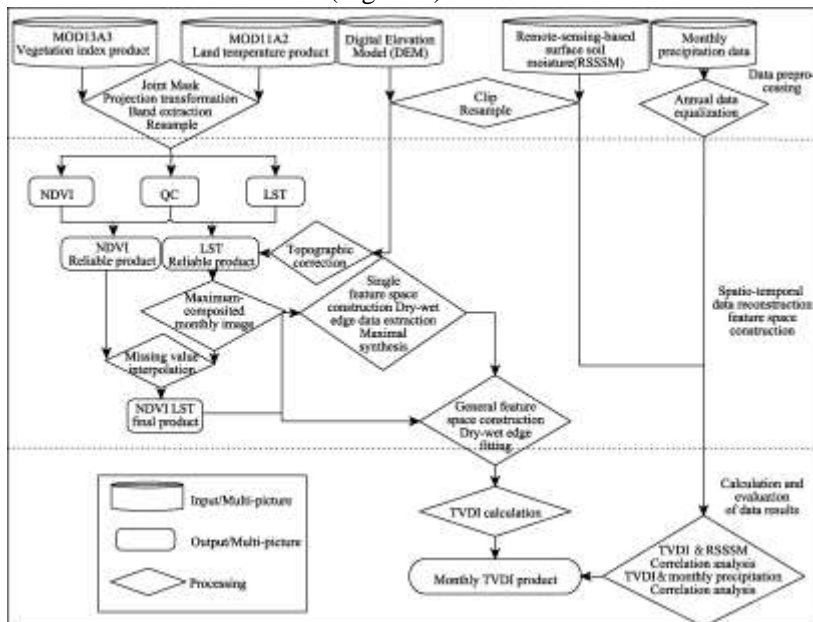 MOD13A3
Vegetation index product
MOD11A2
Land temperature product
Digital Elevation
Model (DEM)
Remote-sensing-based
surface soil
moiture(RSSSM)
Monthly
precipitation data
Data prepro-
cossing
Joint Mask
Projection transformation
Band extraction
Resample
Clip
Resample
Annual data
equalization
NDVI
QC
LST
NDVI
Reliable product
LST
Reliable product
Topographic
correction
Maximum-
composited
monthly image
Single
feature space
construction Dry-wet
edge data extraction
Maximal
synthesis
Spatio-temporal
data reconstruction
feature space
construction
Missing value
interpolation
NDVI LST
final product
General feature
space construction
Dry-wet edge
fitting
Calculation and
evaluation
of data results
Input/Multi-picture
Output/Multi-picture
Processing
TVDI calculation
Monthly TVDI product
TVDI & RSSSM
Correlation analysis
TVDI & monthly precipitation
Correlation analysis